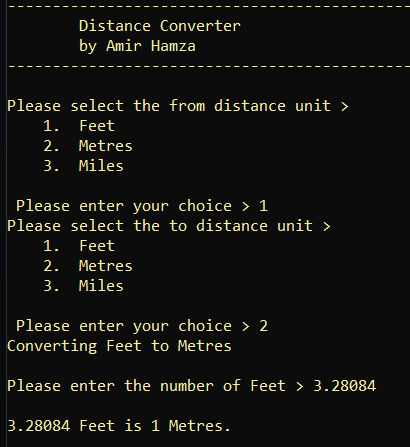 ---------------------------------------------
Distance Converter
by Amir Hamza
---------------------------------------------
Please select the from distance unit >
1. Feet
2. Metres
3. Miles
Please enter your choice > 1
Please select the to distance unit >
1. Feet
2. Metres
3. Miles
Please enter your choice > 2
Converting Feet to Metres
Please enter the number of Feet > 3.28084
3.28084 Feet is 1 Metres.